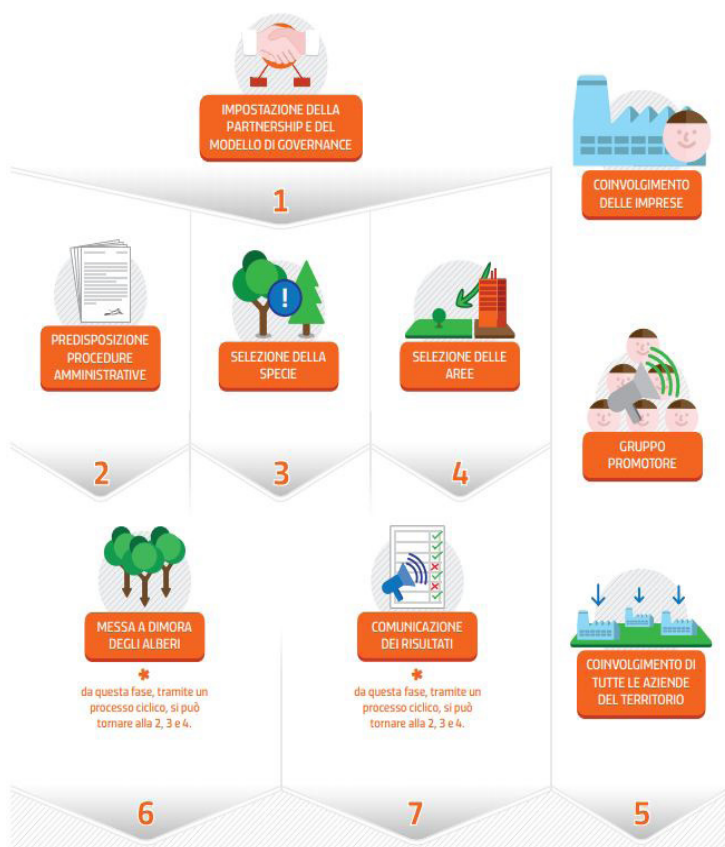 IMPOSTAZIONE DELLA
PARTNERSHIP E DEL
MODELLO DI GOVERNANCE
1
COINVOLGIMENTO
DELLE IMPRESE
PREDISPOSIZIONE
PROCEDURE
AMMINISTRATIVE
2
!
SELEZIONE DELLA
SPECIE
3
SELEZIONE DELLE
AREE
4
GRUPPO
PROMOTORE
MESSA A DIMORA
DEGLI ALBERI
*
da questa fase, tramite un
processo ciclico, si può
tornare alla 2, 3 e 4.
6
COMUNICAZIONE
DEI RISULTATI
*
da questa fase, tramite un
processo ciclico, si può
tornare alla 2, 3 e 4.
7
COINVOLGIMENTO DI
TUTTE LE AZIENDE
DEL TERRITORIO
5